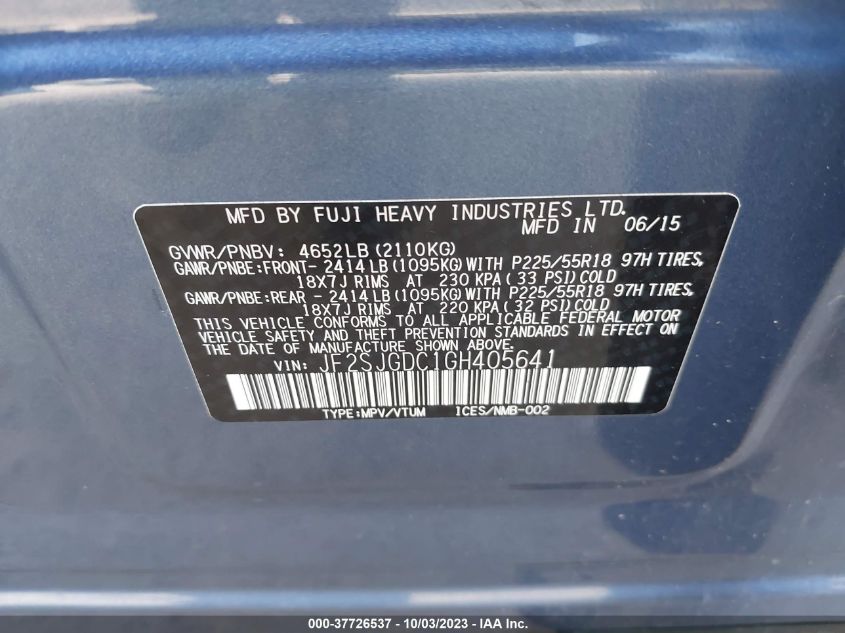 MFD BY FUJI HEAVY INDUSTRIES LTD.
MFD IN 06/15
GVWR/PNBV: 4652LB (2110KG)
GAWR/PNBE:FRONT- 2414LB (1095KG) WITH P225/55R18 97H TIRES,
18X7J RIMS AT 230 KPA ( 33 PSI) COLD
GAWR/PNBE:REAR - 2414LB (1095KG) WITH P225/55R18 97H TIRES,
18X7J RIMS AT 220 KPA ( 32 PSI) COLD
THIS VEHICLE CONFORMS TO ALL APPLICABLE FEDERAL MOTOR
VEHICLE SAFETY AND THEFT PREVENTION STANDARDS IN EFFECT ON
THE DATE OF MANUFACTURE SHOWN ABOVE.
VIN: JF2SJGDC1GH405641
TYPE:MPV/VTUM ICES/NMB-002
000-37726537 - 10/03/2023 - IAA Inc.